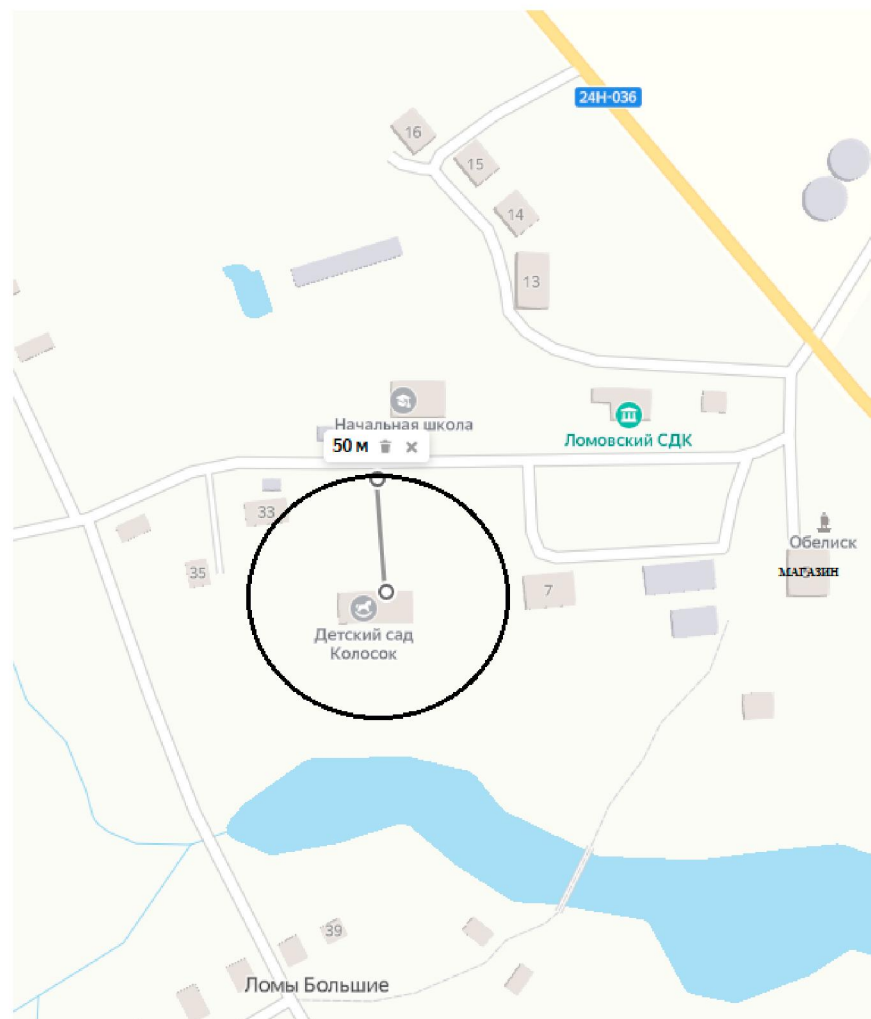 24Н-036
16
15
14
13
Начальная школа
Ломовский СДК
50 м
33
Обелиск
35
МАГАЗИН
7
Детский сад
Колосок
39
Ломы Большие